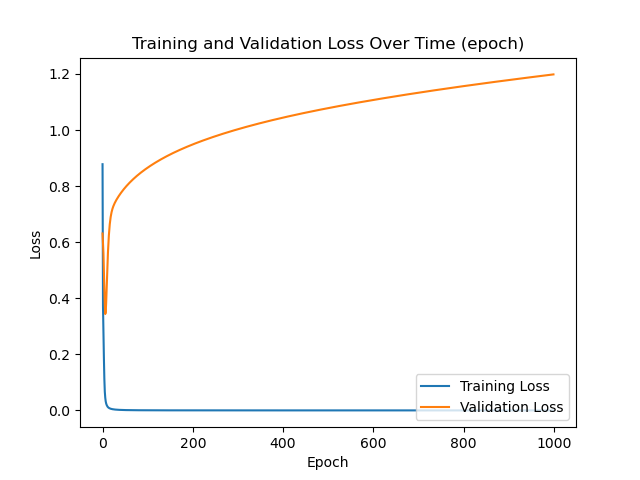 Training and Validation Loss Over Time (epoch)
1.2
1.0
0.8
0.6
0.4
0.2
0.0
Loss
Training Loss
Validation Loss
0 200 400 600 800 1000
Epoch